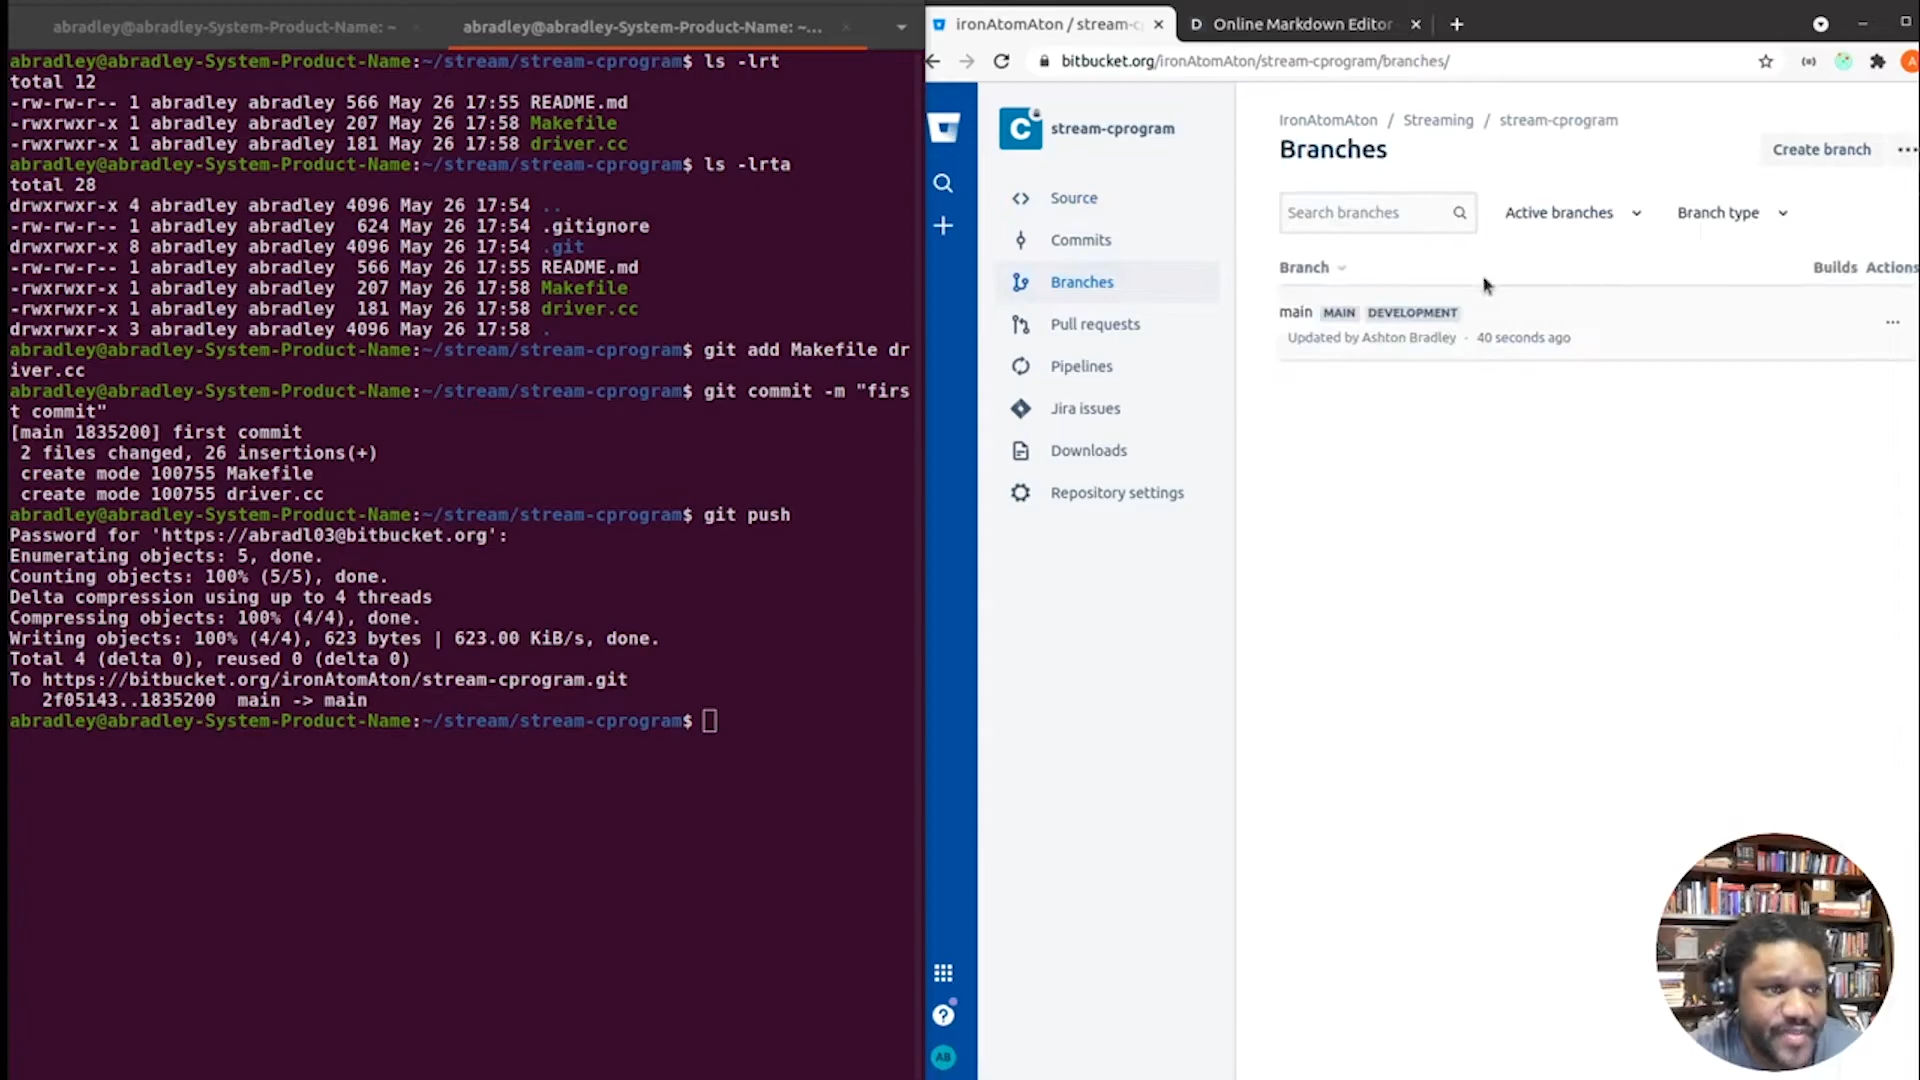 abradley@abradley-System-Product-Name: ~
abradley@abradley-System-Product-Name: ~...
abradley@abradley-System-Product-Name:~/stream/stream-cprogram$ ls -lrt
total 12
-rw-rw-r-- 1 abradley abradley 566 May 26 17:55 README.md
-rwxrwxr-x 1 abradley abradley 207 May 26 17:58 Makefile
-rwxrwxr-x 1 abradley abradley 181 May 26 17:58 driver.cc
abradley@abradley-System-Product-Name:~/stream/stream-cprogram$ ls -lrta
total 28
drwxrwxr-x 4 abradley abradley 4096 May 26 17:54 ..
-rw-rw-r-- 1 abradley abradley  624 May 26 17:54 .gitignore
drwxrwxr-x 8 abradley abradley 4096 May 26 17:54 .git
-rw-rw-r-- 1 abradley abradley  566 May 26 17:55 README.md
-rwxrwxr-x 1 abradley abradley  207 May 26 17:58 Makefile
-rwxrwxr-x 1 abradley abradley  181 May 26 17:58 driver.cc
drwxrwxr-x 3 abradley abradley 4096 May 26 17:58 .
abradley@abradley-System-Product-Name:~/stream/stream-cprogram$ git add Makefile dr
iver.cc
abradley@abradley-System-Product-Name:~/stream/stream-cprogram$ git commit -m "firs
t commit"
[main 1835200] first commit
 2 files changed, 26 insertions(+)
 create mode 100755 Makefile
 create mode 100755 driver.cc
abradley@abradley-System-Product-Name:~/stream/stream-cprogram$ git push
Password for 'https://abradl03@bitbucket.org':
Enumerating objects: 5, done.
Counting objects: 100% (5/5), done.
Delta compression using up to 4 threads
Compressing objects: 100% (4/4), done.
Writing objects: 100% (4/4), 623 bytes | 623.00 KiB/s, done.
Total 4 (delta 0), reused 0 (delta 0)
To https://bitbucket.org/ironAtomAton/stream-cprogram.git
   2f05143..1835200  main -> main
abradley@abradley-System-Product-Name:~/stream/stream-cprogram$
ironAtomAton / stream-c
D Online Markdown Editor
bitbucket.org/ironAtomAton/stream-cprogram/branches/
A
C stream-cprogram
Source
Commits
Branches
Pull requests
Pipelines
Jira issues
Downloads
Repository settings
AB
IronAtomAton / Streaming / stream-cprogram
Branches
Create branch
Search branches
Active branches
Branch type
Branch
Builds
Actions
main MAIN DEVELOPMENT
Updated by Ashton Bradley · 40 seconds ago